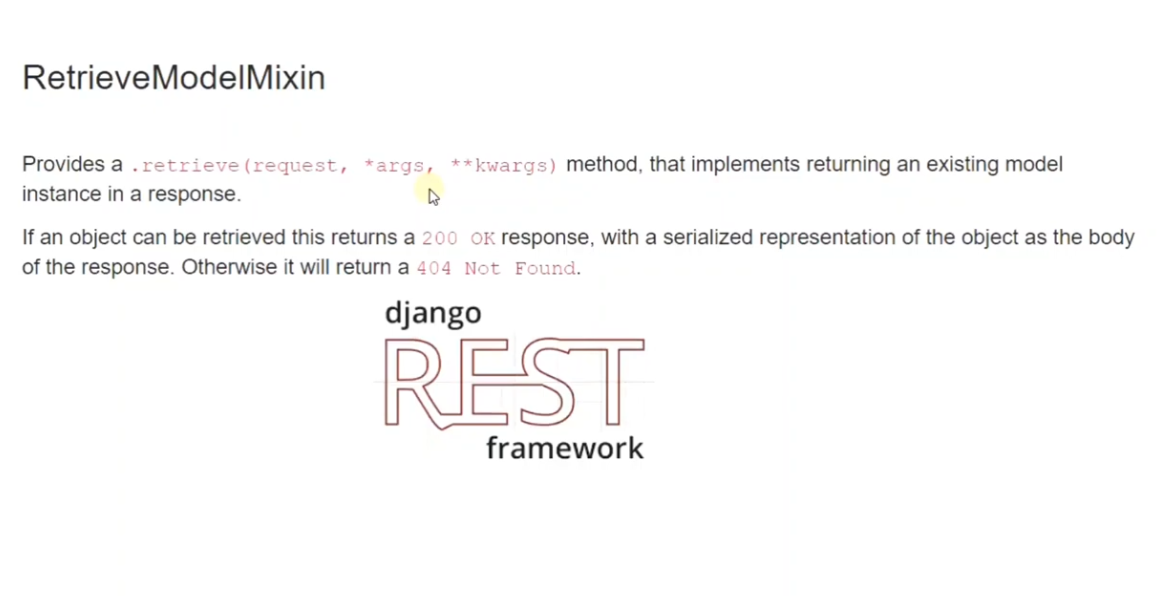 RetrieveModelMixin
Provides a .retrieve(request, *args, **kwargs) method, that implements returning an existing model
instance in a response.
If an object can be retrieved this returns a 200 OK response, with a serialized representation of the object as the body
of the response. Otherwise it will return a 404 Not Found.
django
REST
framework